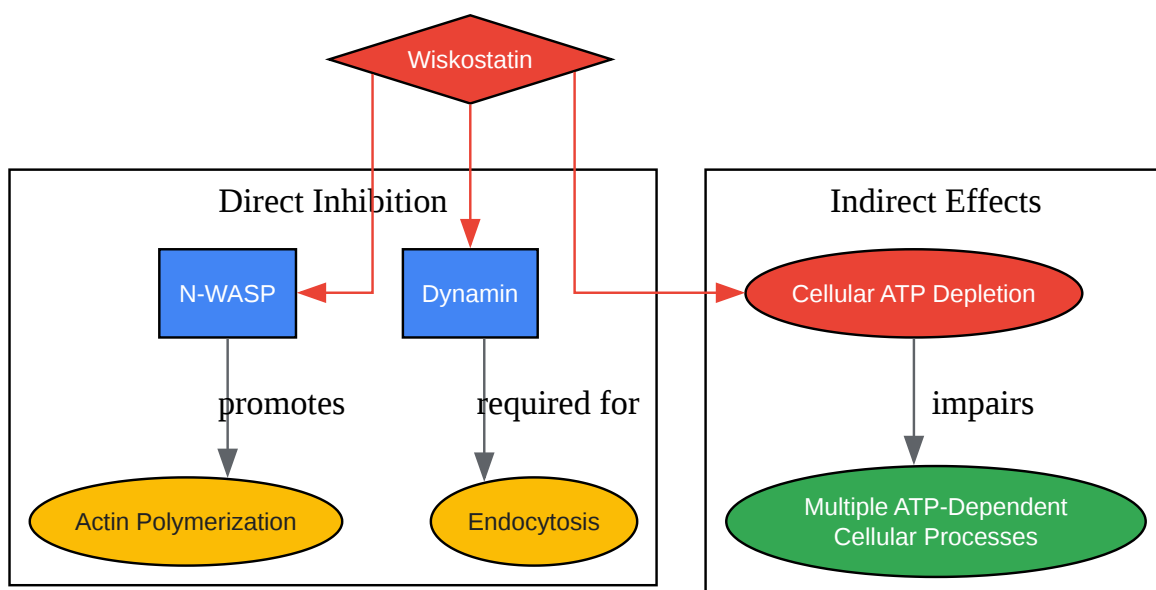 Wiskostatin
Direct Inhibition
Indirect Effects
N-WASP
Dynamin
Cellular ATP Depletion
promotes
required for
impairs
Actin Polymerization
Endocytosis
Multiple ATP-Dependent
Cellular Processes